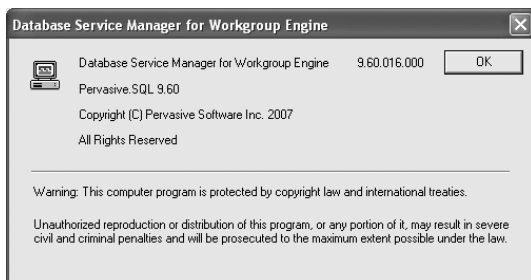 Database Service Manager for Workgroup Engine
Database Service Manager for Workgroup Engine 9.60.016.000 OK
Pervasive.SQL 9.60
Copyright (C) Pervasive Software Inc. 2007
All Rights Reserved
Warning: This computer program is protected by copyright law and international treaties.
Unauthorized reproduction or distribution of this program, or any portion of it, may result in severe
civil and criminal penalties and will be prosecuted to the maximum extent possible under the law.